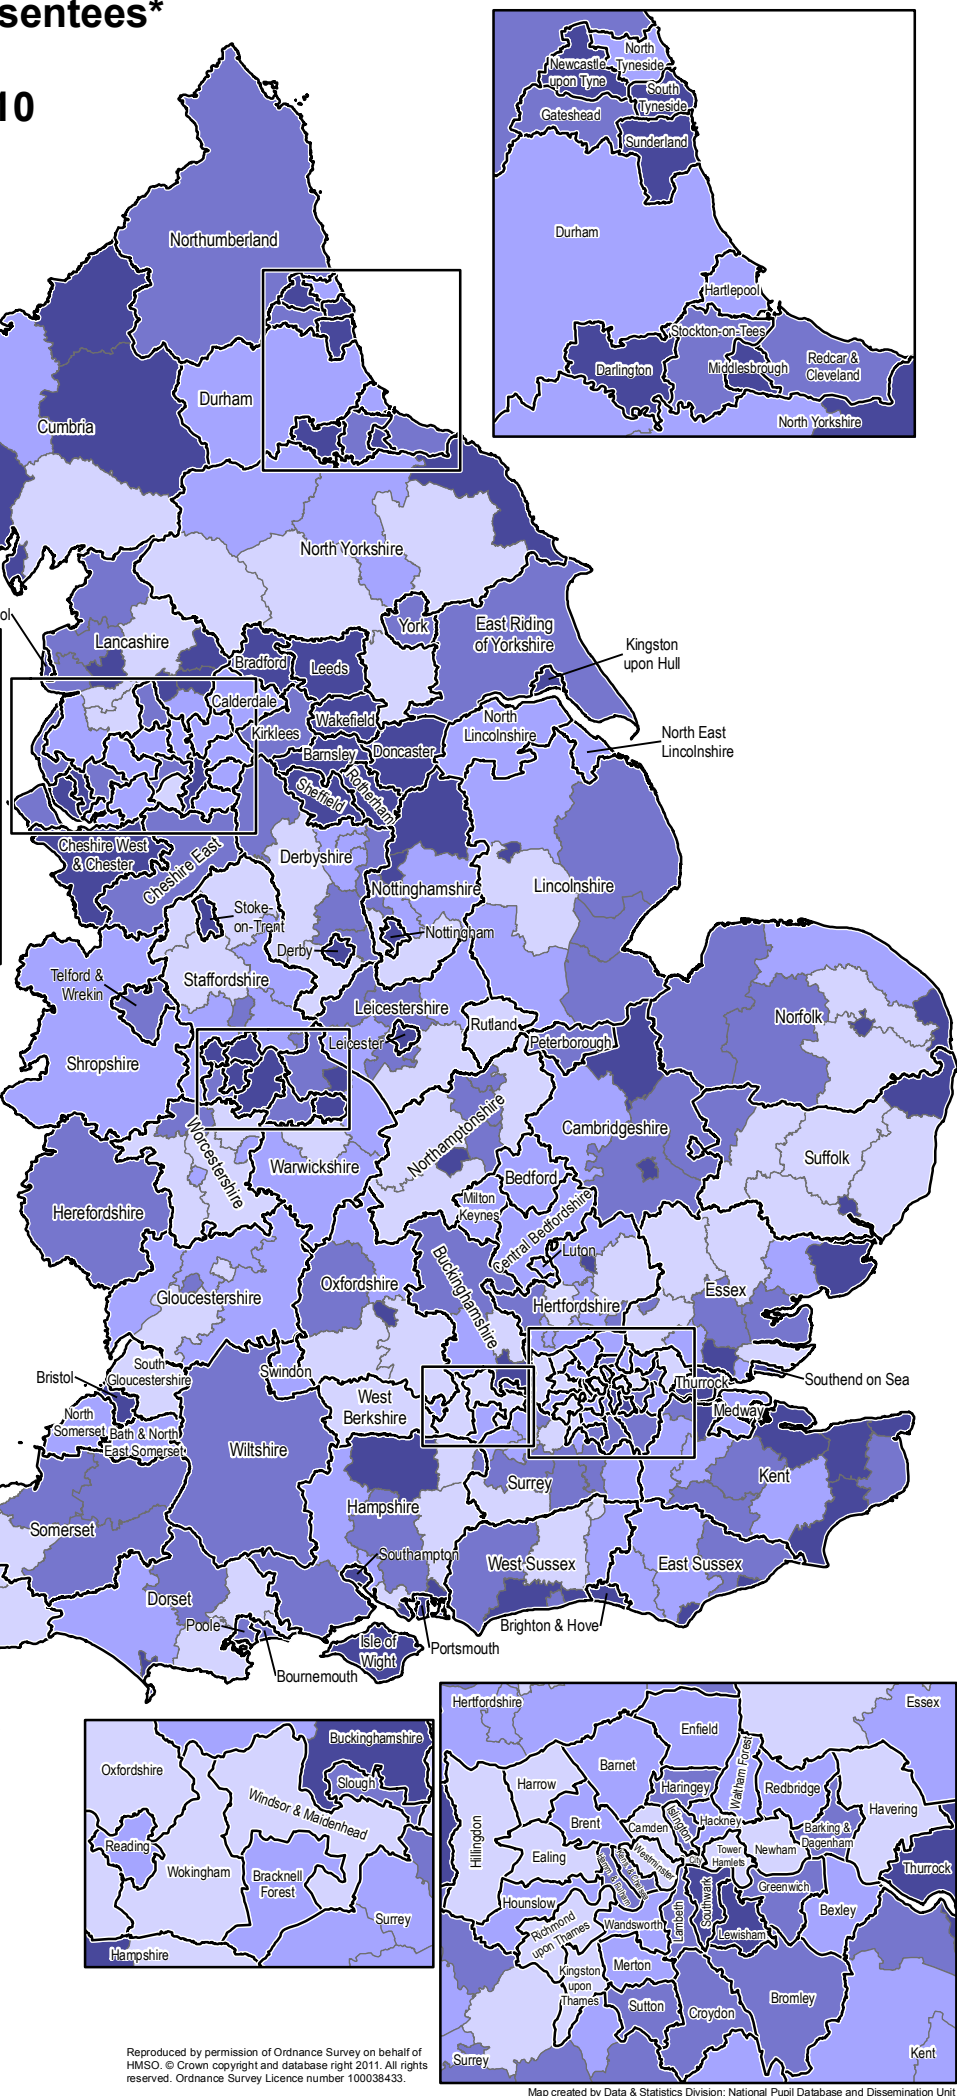 sentees*
10
North
Tyneside
Newcastle
upon Tyne
South
Tyneside
Gateshead
Sunderland
Durham
Hartlepool
Stockton-on-Tees
Darlington
Middlesbrough
Redcar &
Cleveland
North Yorkshire
Northumberland
Durham
Cumbria
North Yorkshire
ol
Lancashire
York
East Riding
of Yorkshire
Kingston
upon Hull
Bradford
Leeds
Calderdale
Wakefield
Kirklees
North
Lincolnshire
North East
Lincolnshire
Barnsley
Doncaster
Sheffield
Rotherham
Cheshire West
& Chester
Cheshire East
Derbyshire
Nottinghamshire
Lincolnshire
Stoke-
on-Trent
Nottingham
Derby
Telford &
Wrekin
Staffordshire
Leicestershire
Rutland
Norfolk
Leicester
Peterborough
Shropshire
Worcestershire
Northamptonshire
Cambridgeshire
Suffolk
Warwickshire
Bedford
Herefordshire
Milton
Keynes
Central Bedfordshire
Luton
Buckinghamshire
Oxfordshire
Gloucestershire
Hertfordshire
Essex
South
Gloucestershire
Bristol
Swindon
Thurrock
Southend on Sea
West
Berkshire
North
Somerset
Bath & North
East Somerset
Medway
Wiltshire
Surrey
Kent
Hampshire
Somerset
Southampton
West Sussex
East Sussex
Dorset
Poole
Brighton & Hove
Isle of
Wight
Portsmouth
Bournemouth
Buckinghamshire
Oxfordshire
Slough
Windsor & Maidenhead
Reading
Wokingham
Bracknell
Forest
Surrey
Hampshire
Hertfordshire
Essex
Enfield
Barnet
Waltham Forest
Harrow
Haringey
Redbridge
Havering
Brent
Camden
Islington
Hackney
Barking &
Dagenham
Hillingdon
Ealing
Westminster
City
Tower
Hamlets
Newham
Thurrock
Greenwich
Hounslow
Bexley
Richmond
upon Thames
Wandsworth
Lambeth
Southwark
Lewisham
Merton
Kingston
upon
Thames
Sutton
Croydon
Bromley
Surrey
Kent
Reproduced by permission of Ordnance Survey on behalf of
HMSO. © Crown copyright and database right 2011. All rights
reserved. Ordnance Survey Licence number 100038433.
Map created by Data & Statistics Division: National Pupil Database and Dissemination Unit